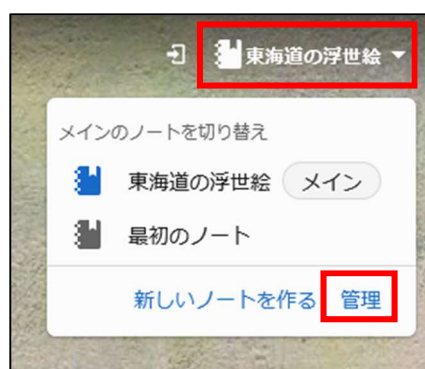 東海道の浮世絵
メインのノートを切り替え
東海道の浮世絵 メイン
最初のノート
新しいノートを作る 管理